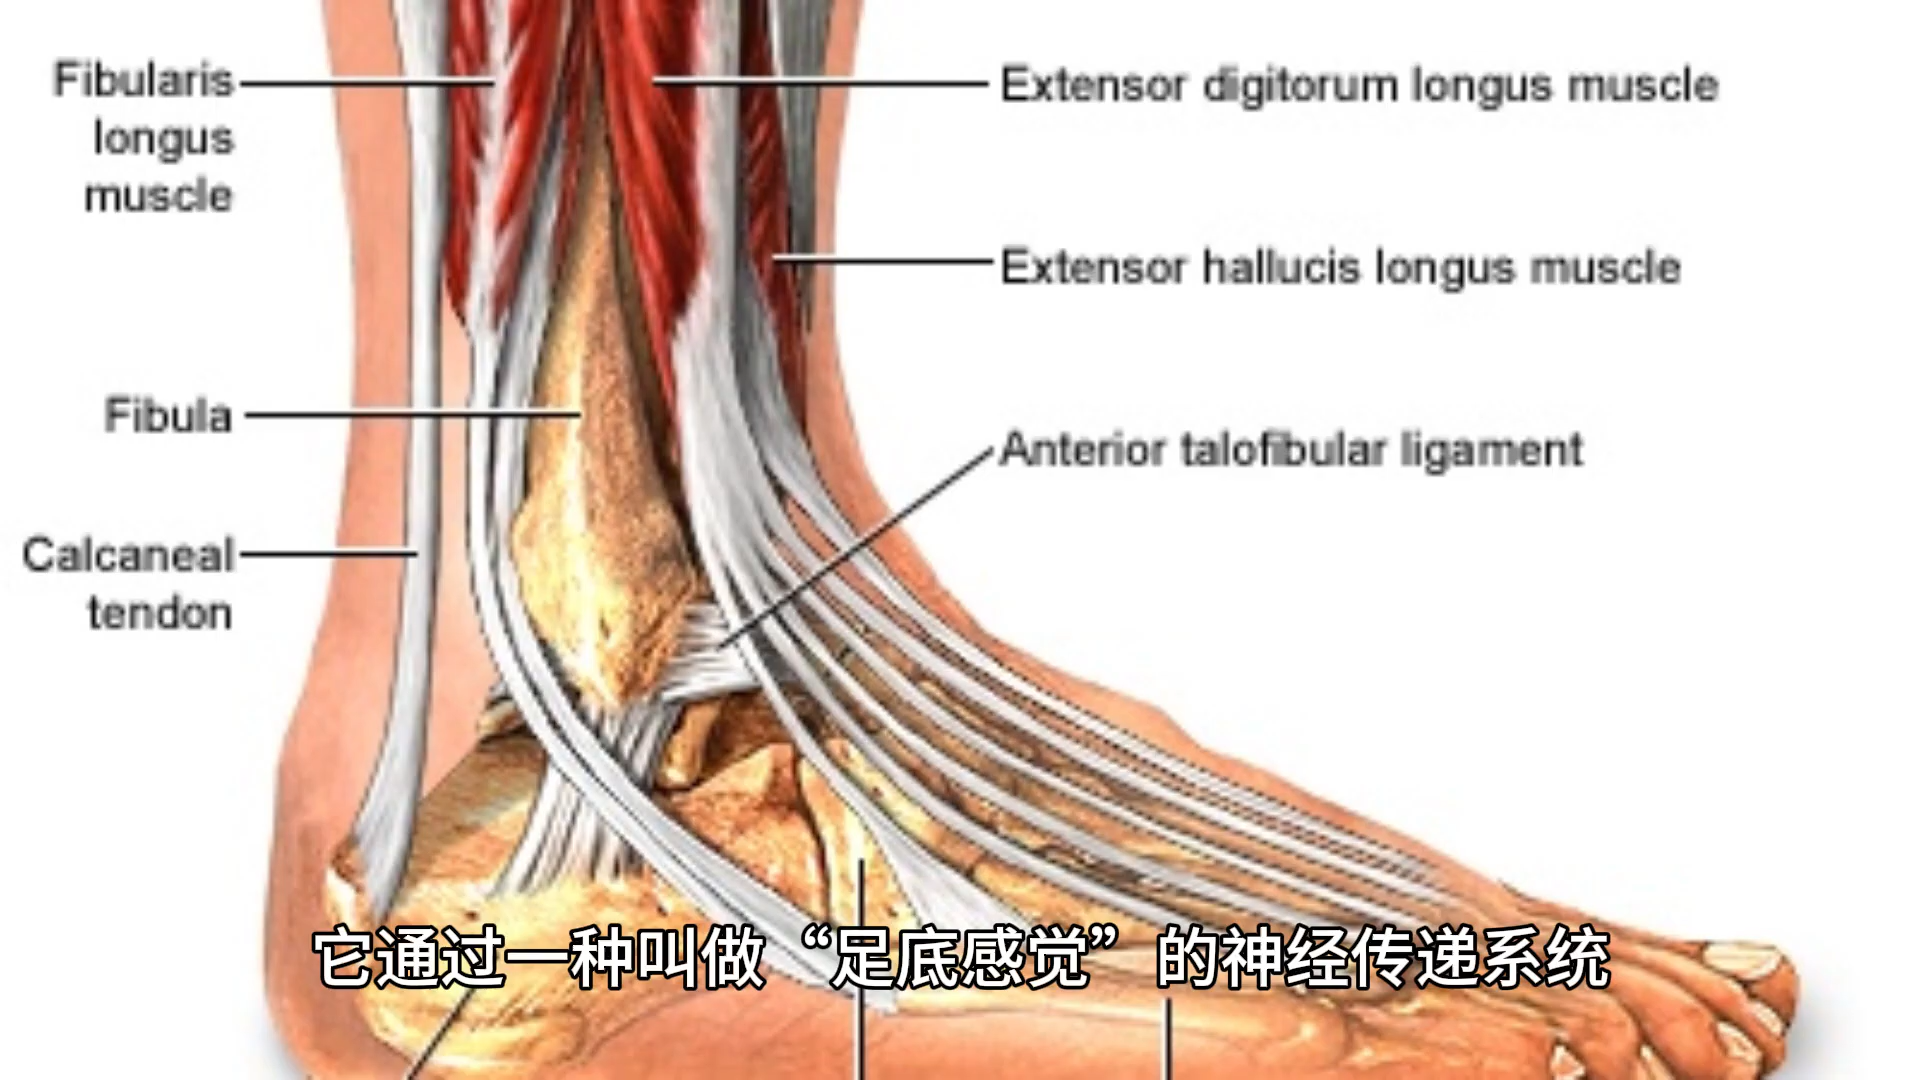 Fibularis
longus
muscle
Extensor digitorum longus muscle
Extensor hallucis longus muscle
Fibula
Anterior talofibular ligament
Calcaneal
tendon
它通过一种叫做“足底感觉”的神经传递系统